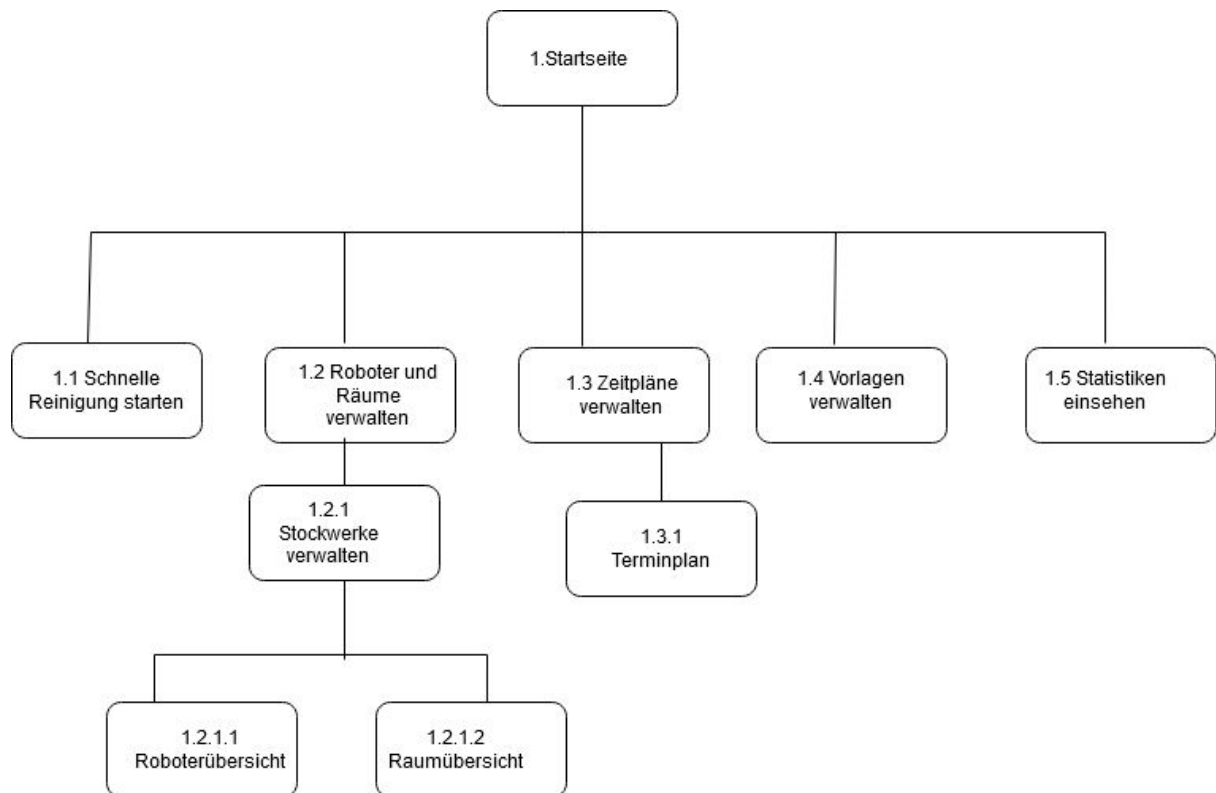 1.Startseite
1.1 Schnelle
Reinigung starten
1.2 Roboter und
Räume
verwalten
1.3 Zeitpläne
verwalten
1.4 Vorlagen
verwalten
1.5 Statistiken
einsehen
1.2.1
Stockwerke
verwalten
1.3.1
Terminplan
1.2.1.1
Roboterübersicht
1.2.1.2
Raumübersicht